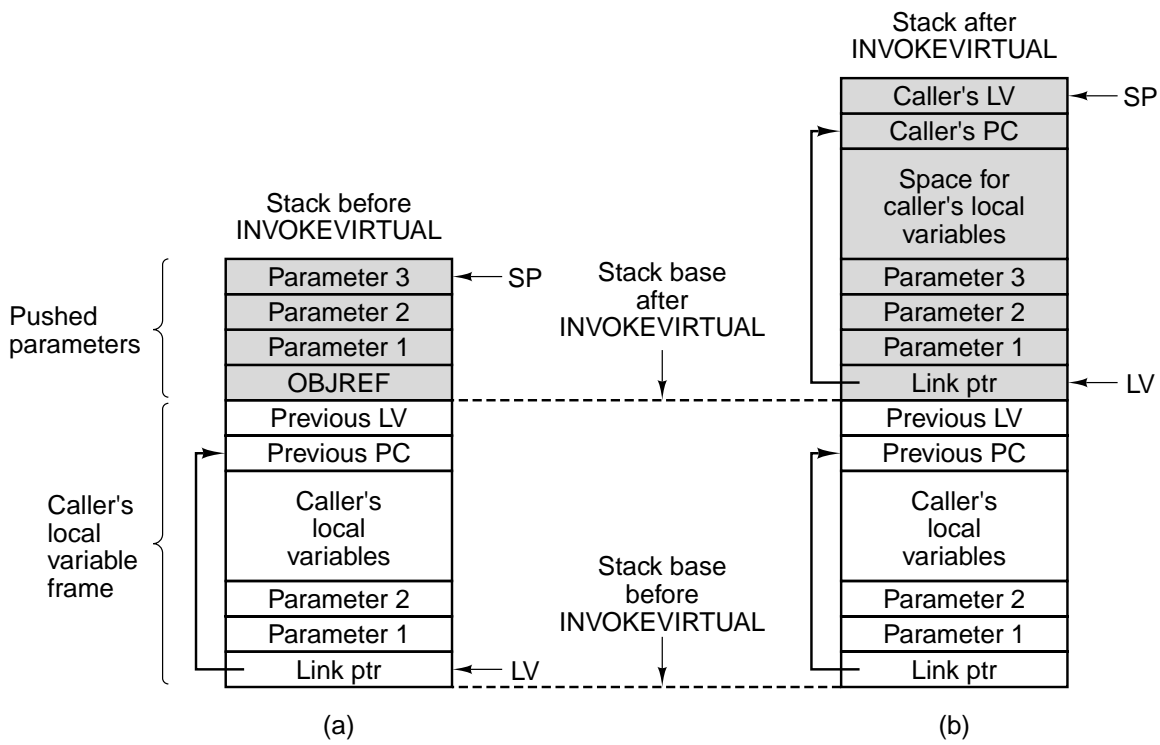 Stack after
INVOKEVIRTUAL
Caller's LV
SP
Caller's PC
Space for
caller's local
variables
Parameter 3
Parameter 2
Parameter 1
Link ptr
LV
Previous LV
Previous PC
Caller's
local
variables
Parameter 2
Parameter 1
Link ptr
(b)
Stack before
INVOKEVIRTUAL
Parameter 3
SP
Parameter 2
Parameter 1
OBJREF
Pushed
parameters
Previous LV
Previous PC
Caller's
local
variables
Parameter 2
Parameter 1
Link ptr
LV
Caller's
local
variable
frame
(a)
Stack base
after
INVOKEVIRTUAL
Stack base
before
INVOKEVIRTUAL